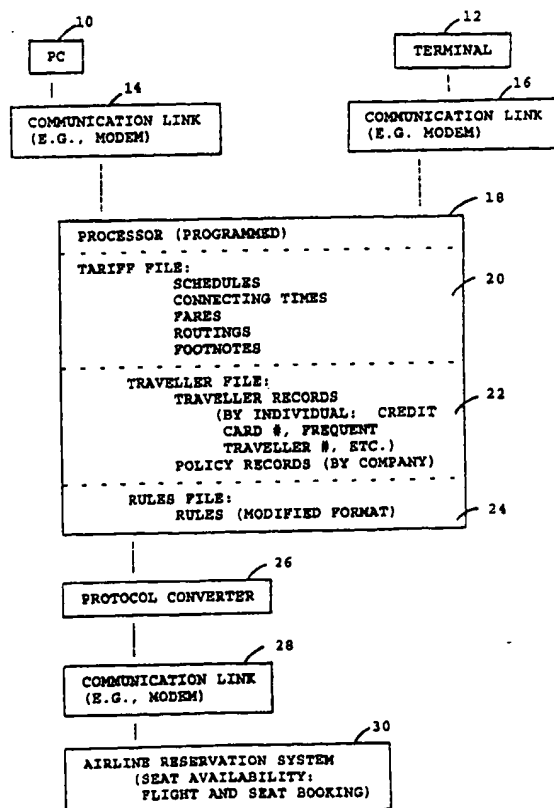 10
12
PC
TERMINAL
14
16
COMMUNICATION LINK
(E.G., MODEM)
COMMUNICATION LINK
(E.G. MODEM)
18
PROCESSOR (PROGRAMMED)
TARIFF FILE:
20
SCHEDULES
CONNECTING TIMES
FARES
ROUTINGS
FOOTNOTES
TRAVELLER FILE:
TRAVELLER RECORDS
22
(BY INDIVIDUAL: CREDIT
CARD #, FREQUENT
TRAVELLER #, ETC.)
POLICY RECORDS (BY COMPANY)
RULES FILE:
RULES (MODIFIED FORMAT)
24
26
PROTOCOL CONVERTER
28
COMMUNICATION LINK
(E.G., MODEM)
30
AIRLINE RESERVATION SYSTEM
(SEAT AVAILABILITY:
FLIGHT AND SEAT BOOKING)